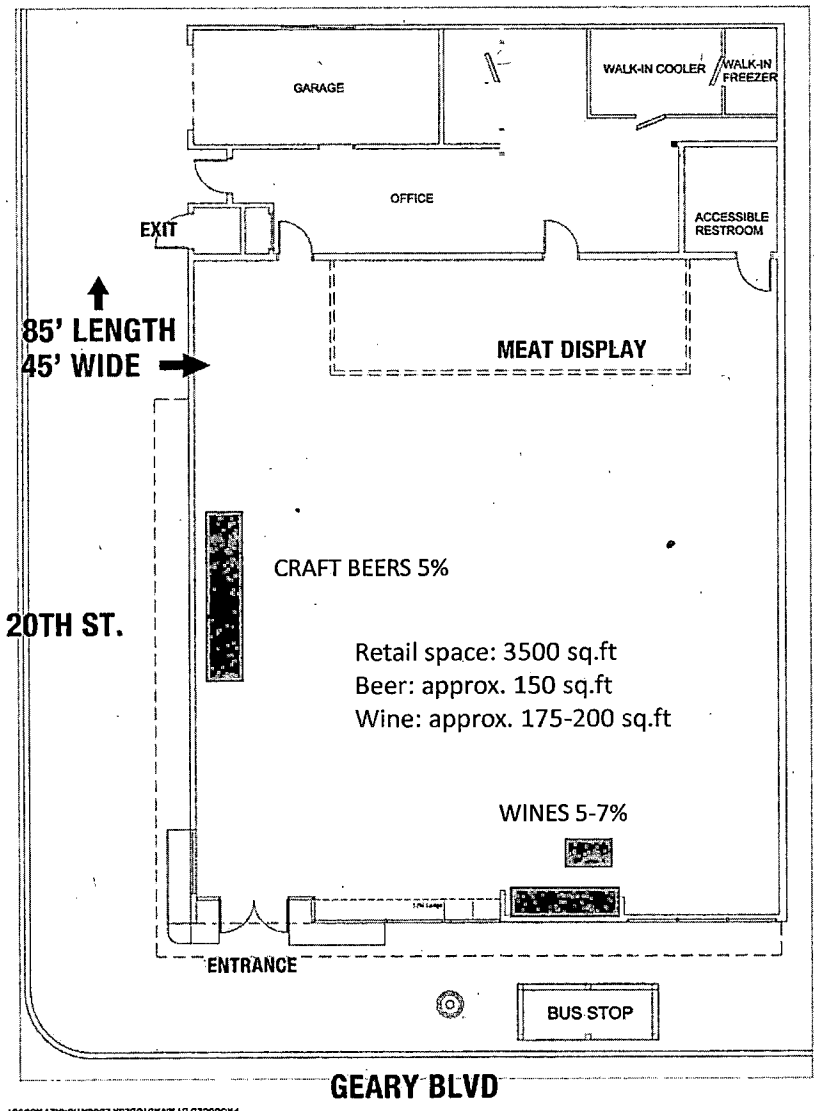 GARAGE
WALK-IN COOLER
WALK-IN
FREEZER
OFFICE
ACCESSIBLE
RESTROOM
EXIT
85' LENGTH
45' WIDE
MEAT DISPLAY
CRAFT BEERS 5%
20TH ST.
Retail space: 3500 sq.ft
Beer: approx. 150 sq.ft
Wine: approx. 175-200 sq.ft
WINES 5-7%
ENTRANCE
BUS STOP
GEARY BLVD